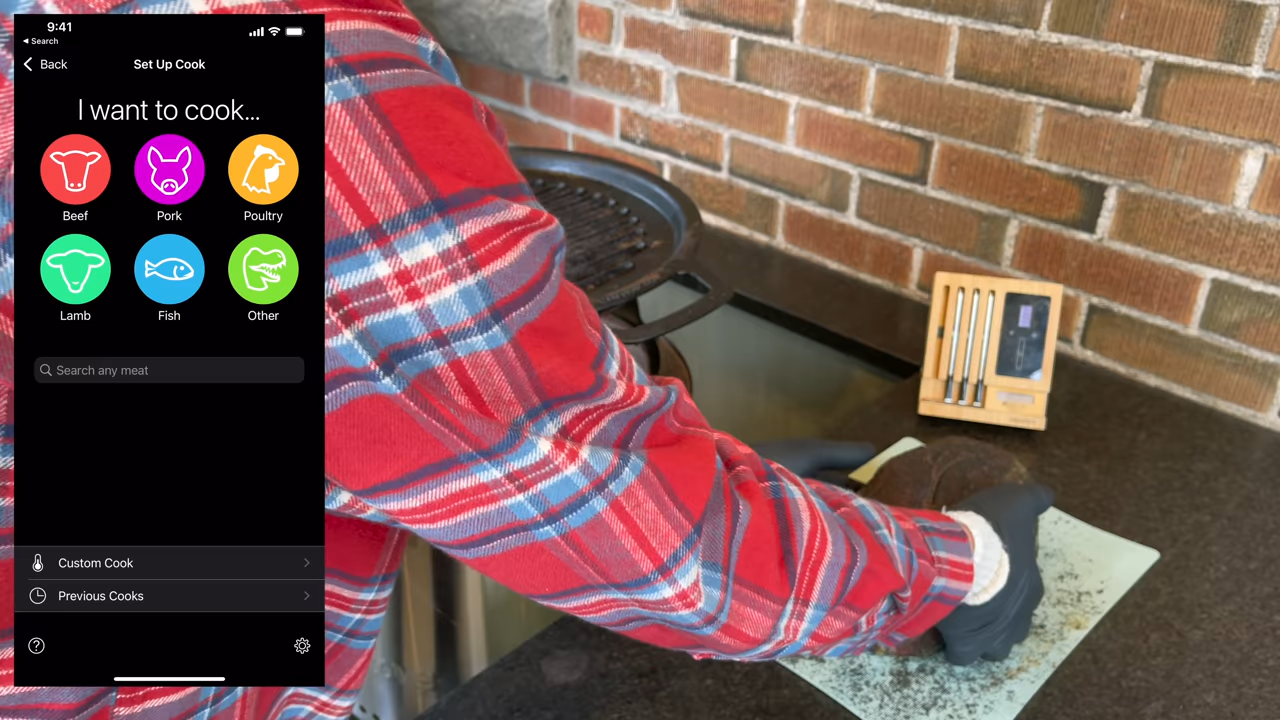 9:41
Search
Back
Set Up Cook
I want to cook...
Beef
Pork
Poultry
Lamb
Fish
Other
Search any meat
Custom Cook
Previous Cooks